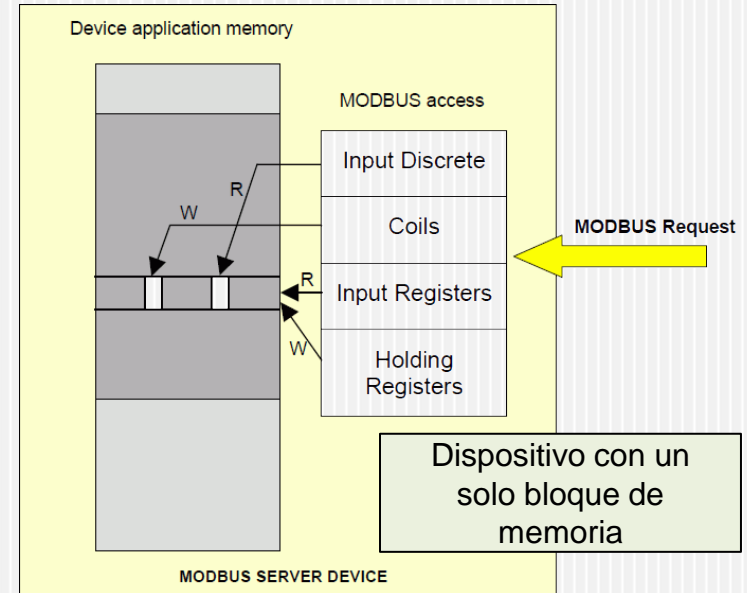 Device application memory
MODBUS access
Input Discrete
R
W
Coils
MODBUS Request
R
Input Registers
W
Holding
Registers
Dispositivo con un
solo bloque de
memoria
MODBUS SERVER DEVICE